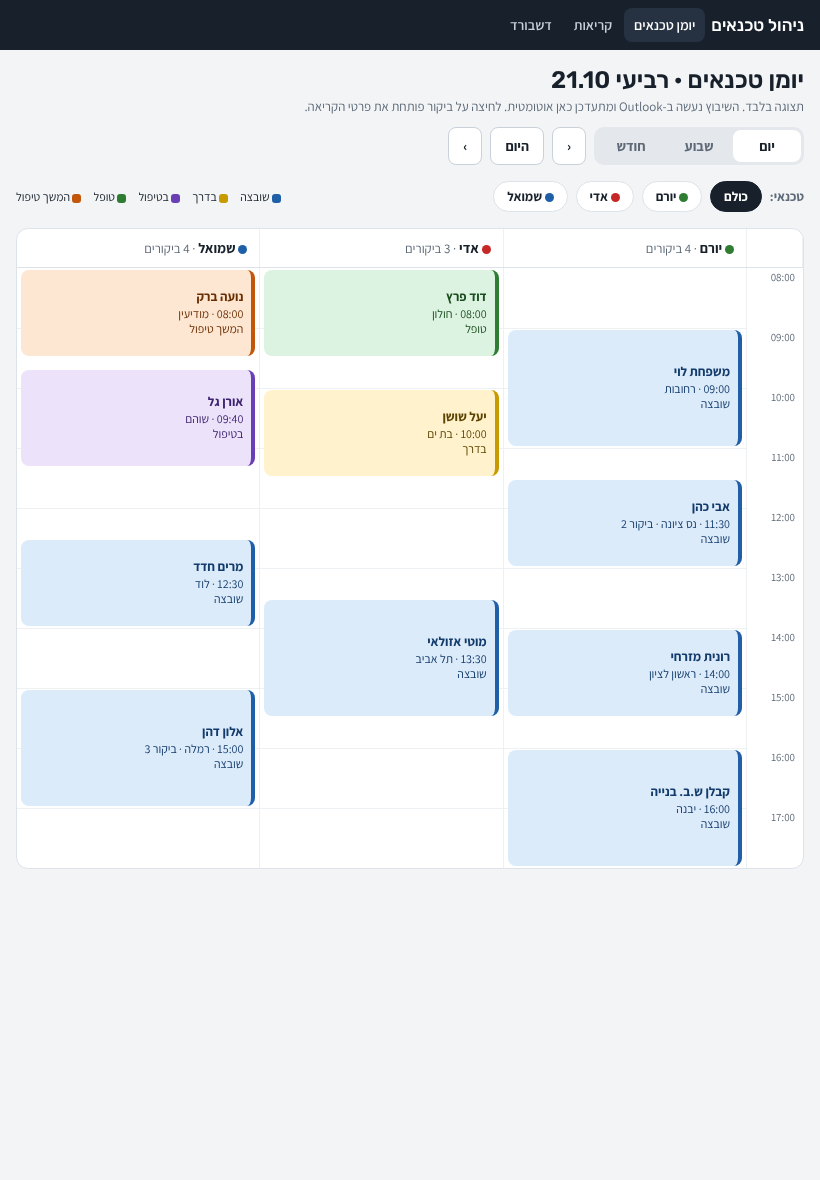 ניהול טכנאים יומן טכנאים קריאות דשבורד
יומן טכנאים • רביעי 21.10
תצוגה בלבד. השיבוץ נעשה ב-Outlook ומתעדכן כאן אוטומטית. לחיצה על ביקור פותחת את פרטי הקריאה.
יום שבוע חודש ‹ היום ›
טכנאי: כולם יורם אדי שמואל שובצה בדרך בטיפול טופל המשך טיפול
יורם · 4 ביקורים
אדי · 3 ביקורים
שמואל · 4 ביקורים
08:00
09:00
10:00
11:00
12:00
13:00
14:00
15:00
16:00
17:00
משפחת לוי
09:00 · רחובות
שובצה
אבי כהן
11:30 · נס ציונה · ביקור 2
שובצה
רונית מזרחי
14:00 · ראשון לציון
שובצה
קבלן ש.ב. בנייה
16:00 · יבנה
שובצה
דוד פרץ
08:00 · חולון
טופל
יעל שושן
10:00 · בת ים
בדרך
מוטי אזולאי
13:30 · תל אביב
שובצה
נועה ברק
08:00 · מודיעין
המשך טיפול
אורן גל
09:40 · שוהם
בטיפול
מרים חדד
12:30 · לוד
שובצה
אלון דהן
15:00 · רמלה · ביקור 3
שובצה